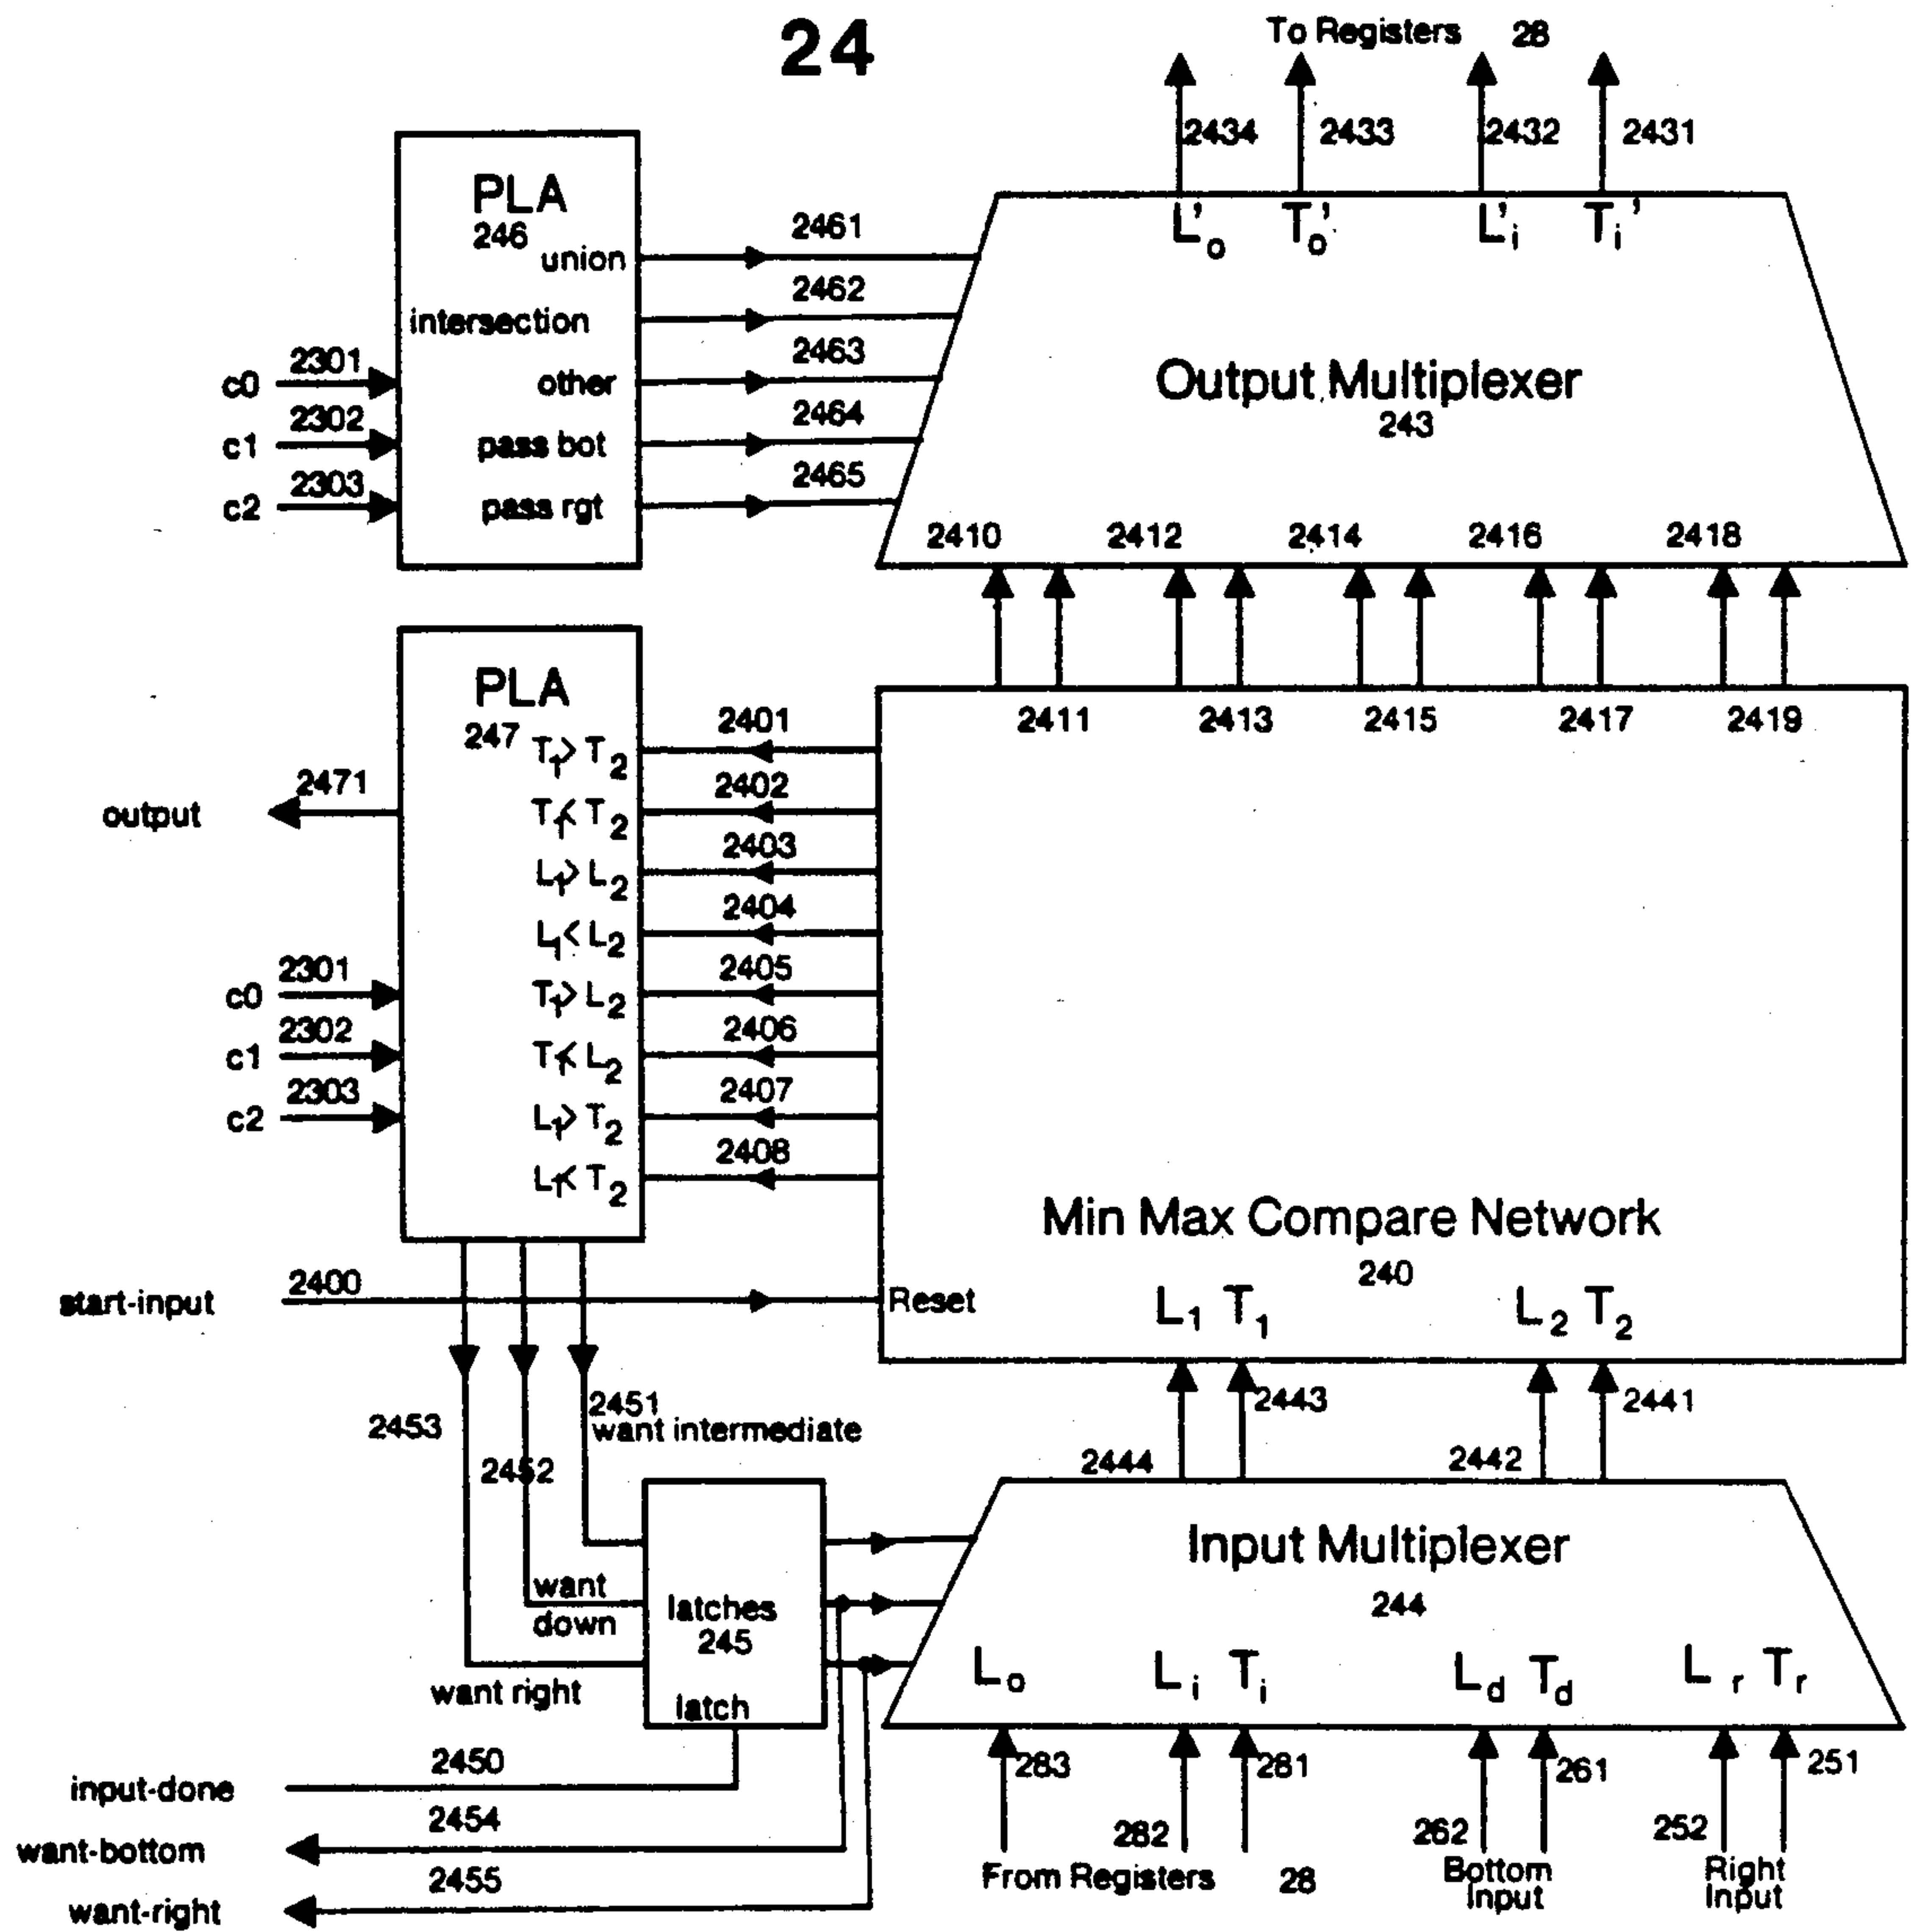 24
To Registers 28
2434 2433 2432 2431
L'o To' L'i Ti'
PLA
246
union
2461
intersection
2462
other
2463
pass bot
2464
pass rgt
2465
c0 2301
c1 2302
c2 2303
Output Multiplexer
243
2410 2412 2414 2416 2418
2411 2413 2415 2417 2419
PLA
247
T1> T2 2401
T1< T2 2402
L1> L2 2403
L1< L2 2404
T1> L2 2405
T1< L2 2406
L1> T2 2407
L1< T2 2408
output 2471
c0 2301
c1 2302
c2 2303
Min Max Compare Network
240
start-input 2400 Reset
L1 T1 L2 T2
2443 2441
2444 2442
2451
want intermediate
2453
2452
want
down
want right
latches
245
latch
Input Multiplexer
244
Lo Li Ti Ld Td Lr Tr
283 281 261 251
282 262 252
From Registers 28
Bottom
Input
Right
Input
input-done 2450
want-bottom 2454
want-right 2455